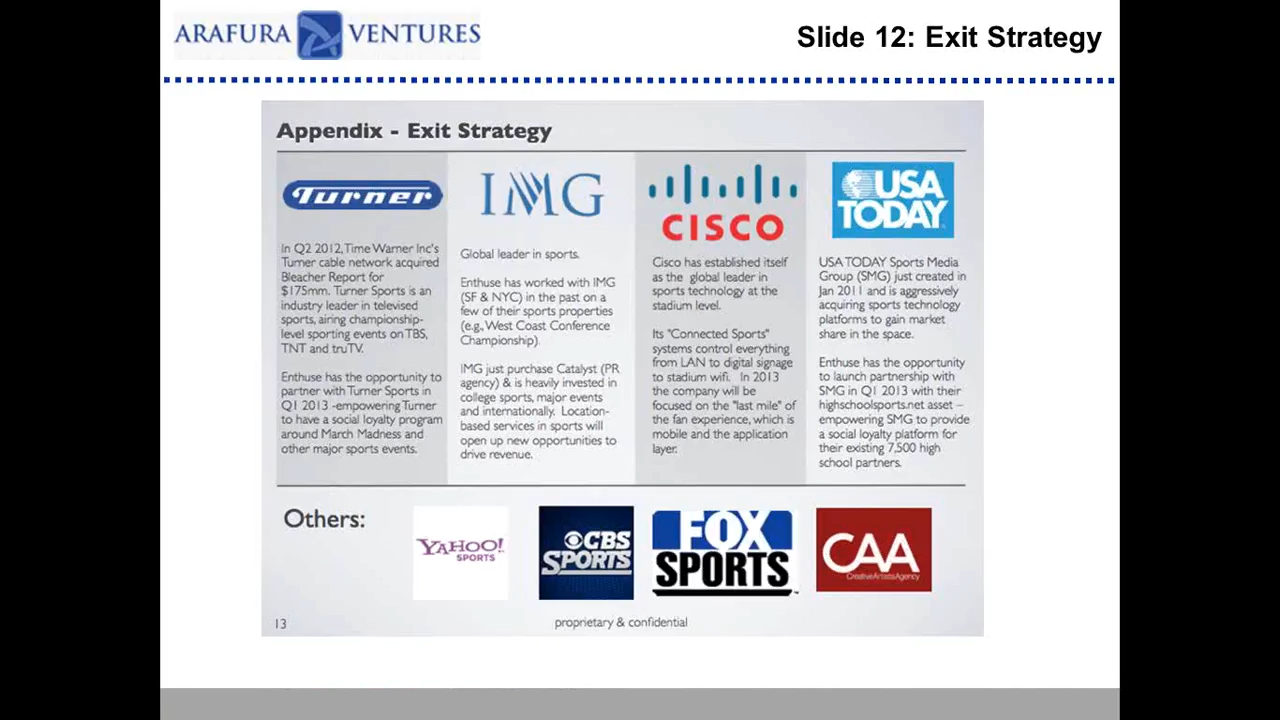 ARAFURA VENTURES
Slide 12: Exit Strategy
Appendix - Exit Strategy
Turner
In Q2 2012, Time Warner Inc's
Turner cable network acquired
Bleacher Report for
$175mm. Turner Sports is an
industry leader in televised
sports, airing championship-
level sporting events on TBS,
TNT and truTV.
Enthuse has the opportunity to
partner with Turner Sports in
Q1 2013 -empowering Turner
to have a social loyalty program
around March Madness and
other major sports events.
IMG
Global leader in sports.
Enthuse has worked with IMG
(SF & NYC) in the past on a
few of their sports properties
(e.g., West Coast Conference
Championship).
IMG just purchase Catalyst (PR
agency) & is heavily invested in
college sports, major events
and internationally. Location-
based services in sports will
open up new opportunities to
drive revenue.
CISCO
Cisco has established itself
as the global leader in
sports technology at the
stadium level.
Its "Connected Sports"
systems control everything
from LAN to digital signage
to stadium wifi. In 2013
the company will be
focused on the "last mile" of
the fan experience, which is
mobile and the application
layer.
USA
TODAY
USA TODAY Sports Media
Group (SMG) just created in
Jan 2011 and is aggressively
acquiring sports technology
platforms to gain market
share in the space.
Enthuse has the opportunity
to launch partnership with
SMG in Q1 2013 with their
highschoolsports.net asset –
empowering SMG to provide
a social loyalty platform for
their existing 7,500 high
school partners.
Others:
YAHOO!
SPORTS
CBS
SPORTS
FOX
SPORTS
CAA
CreativeArtistsAgency
13
proprietary & confidential